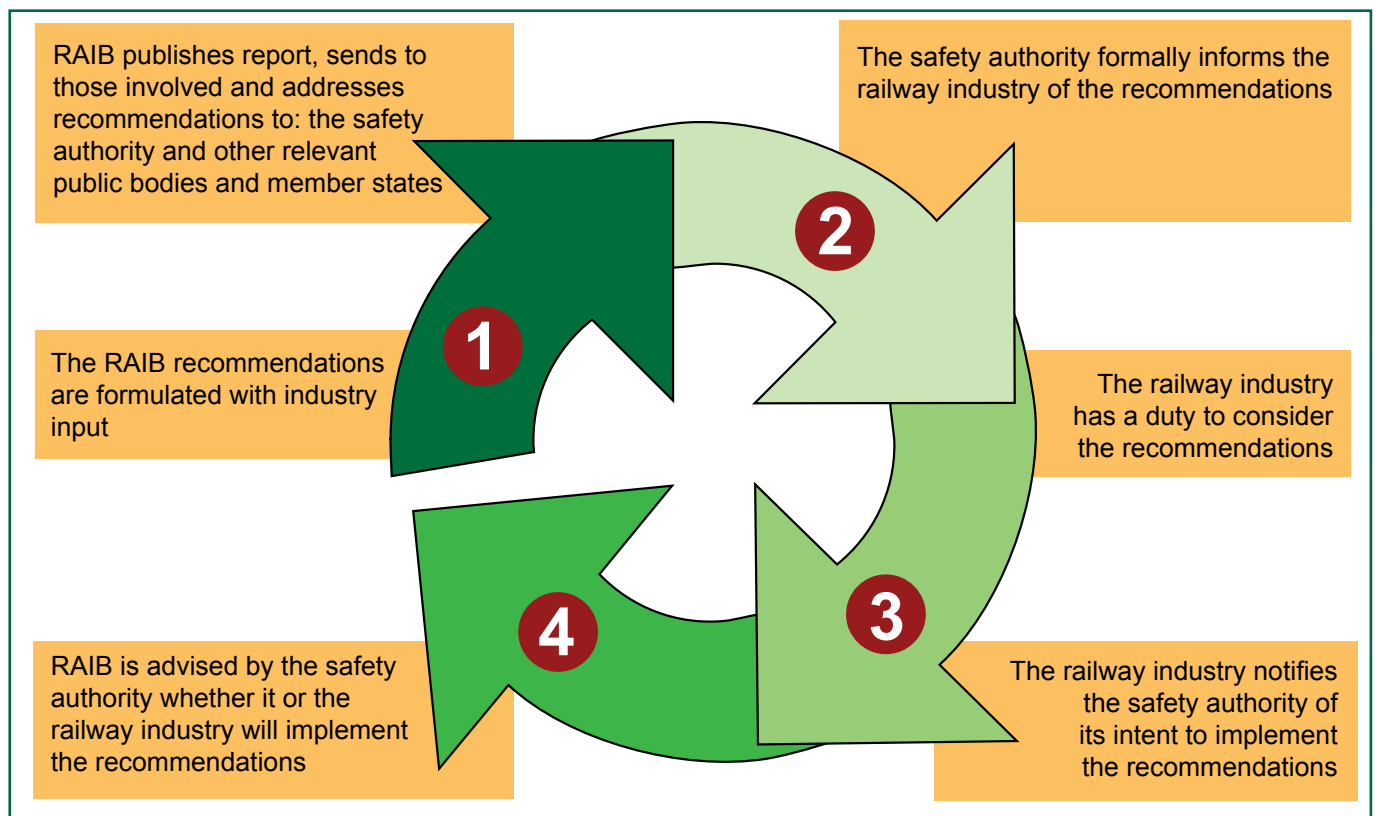 RAIB publishes report, sends to
those involved and addresses
recommendations to: the safety
authority and other relevant
public bodies and member states
The safety authority formally informs the
railway industry of the recommendations
2
1
The RAIB recommendations
are formulated with industry
input
The railway industry
has a duty to consider
the recommendations
3
4
RAIB is advised by the safety
authority whether it or the
railway industry will implement
the recommendations
The railway industry notifies
the safety authority of
its intent to implement
the recommendations